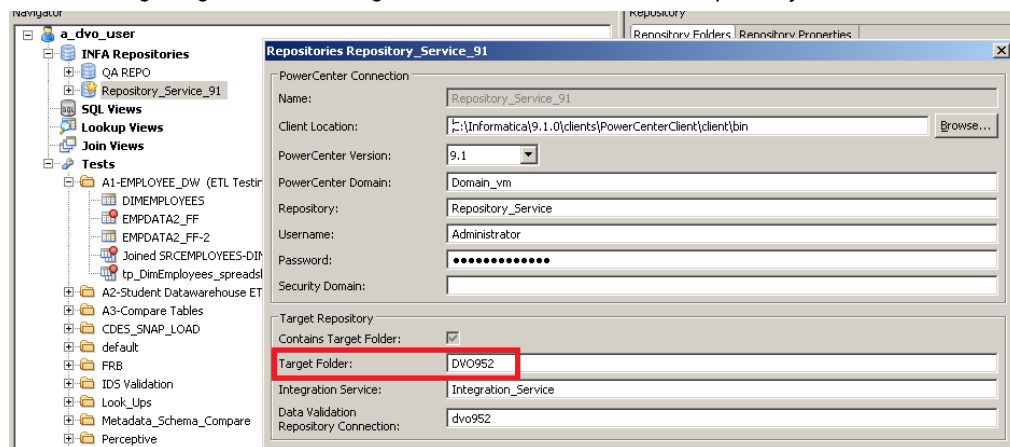 Navigator
Repository
a_dvo_user
Repository Folders Repository Properties
INFA Repositories
QA REPO
Repository_Service_91
SQL Views
Lookup Views
Join Views
Tests
A1-EMPLOYEE_DW (ETL Testin
DIMEMPLOYEES
EMPDATA2_FF
EMPDATA2_FF-2
Joined SRCEMPLOYEES-DIM
tp_DimEmployees_spreadsh
A2-Student Datawarehouse ET
A3-Compare Tables
CDES_SNAP_LOAD
default
FRB
IDS Validation
Look_Ups
Metadata_Schema_Compare
Perceptive
Repositories Repository_Service_91
PowerCenter Connection
Name: Repository_Service_91
Client Location: C:\Informatica\9.1.0\clients\PowerCenterClient\client\bin Browse...
PowerCenter Version: 9.1
PowerCenter Domain: Domain_vm
Repository: Repository_Service
Username: Administrator
Password: ●●●●●●●●●●●●●
Security Domain:
Target Repository
Contains Target Folder:
Target Folder: DVO952
Integration Service: Integration_Service
Data Validation
Repository Connection: dvo952